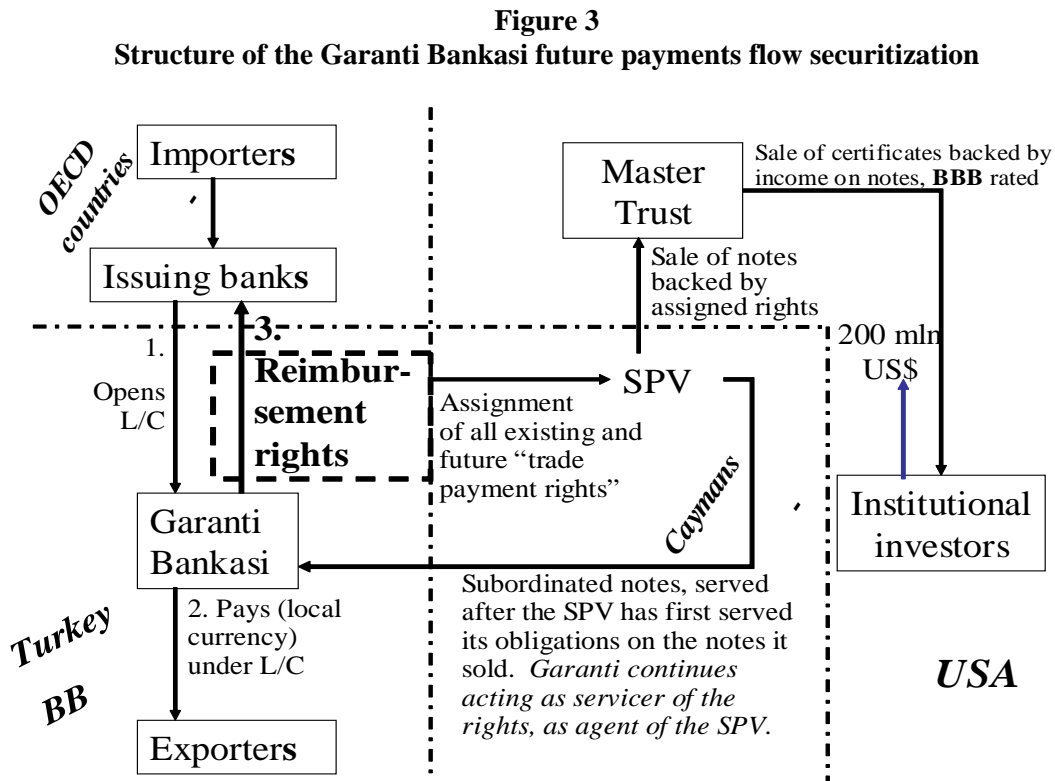 Figure 3
Structure of the Garanti Bankasi future payments flow securitization
OECD
countries
Importers
Issuing banks
Master
Trust
Sale of certificates backed by
income on notes, BBB rated
Sale of notes
backed by
assigned rights
1.
Opens
L/C
3.
Reimbur-
sement
rights
Assignment
of all existing and
future “trade
payment rights”
SPV
200 mln
US$
Caymans
Institutional
investors
Garanti
Bankasi
2. Pays (local
currency)
under L/C
Subordinated notes, served
after the SPV has first served
its obligations on the notes it
sold. Garanti continues
acting as servicer of the
rights, as agent of the SPV.
Turkey
BB
USA
Exporters